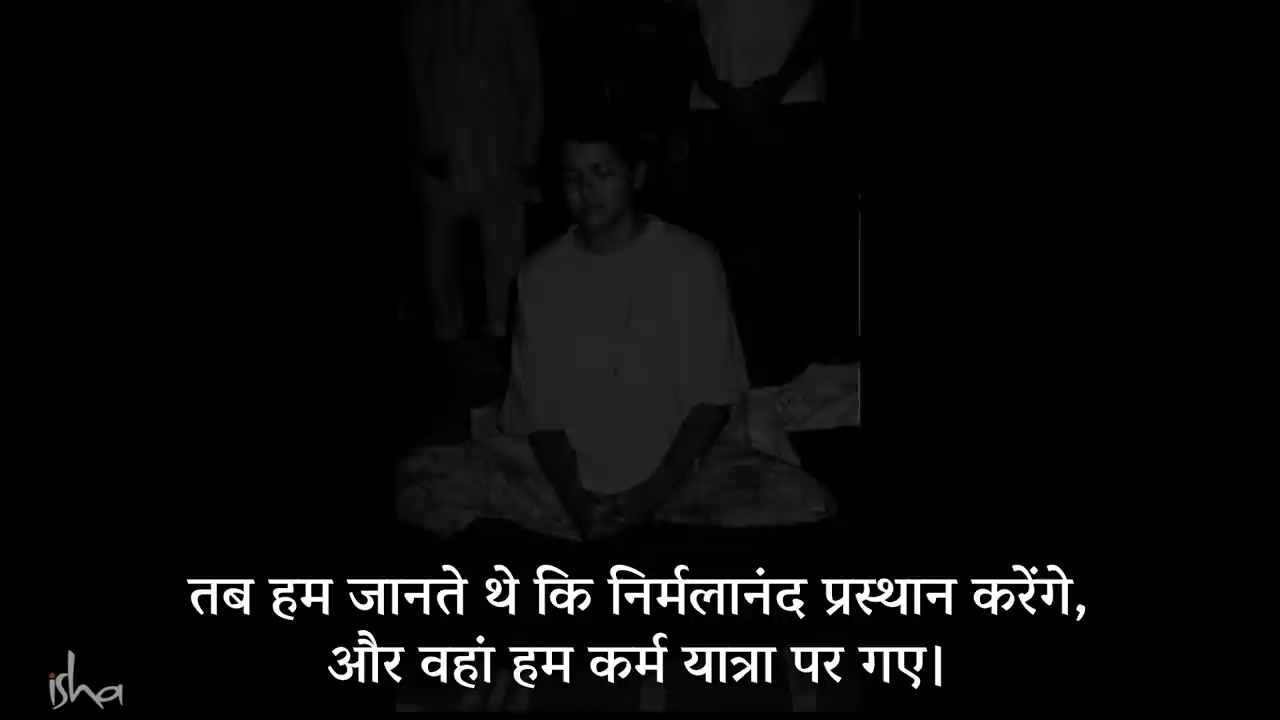 तब हम जानते थे कि निर्मलानंद प्रस्थान करेंगे,
और वहां हम कर्म यात्रा पर गए।
isha